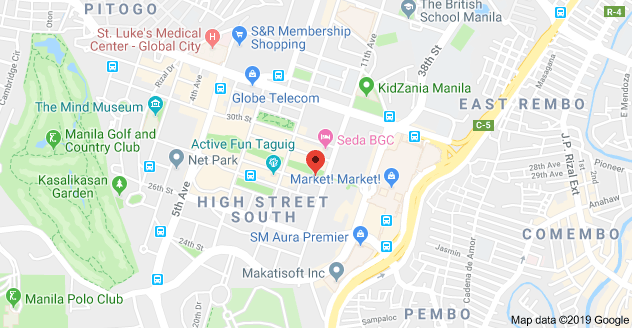 PITOGO
St. Luke's Medical
Center - Global
City
S&R Membership
Shopping
The British
School Manila
R-4
Cambridge Cir
Rizal Dr
4th Ave
11th Ave
38th St
Masagana
E Mendoza
Globe Telecom
KidZania Manila
EAST REMBO
The Mind Museum
30th St
C-5
Manila Golf and
Country Club
Active Fun Taguig
Seda BGC
Net Park
Market! Market!
J.P. Rizal Ext
28th Ave
29th Ave
Anahaw
Kasalikasan
Garden
26th St
5th Ave
HIGH STREET
SOUTH
24th St
SM Aura Premier
COMEMBO
Jasmin
Cadena de Amor
Makatisoft Inc
Manila Polo Club
20th Dr
PEMBO
Sampaloc
Map data ©2019 Google